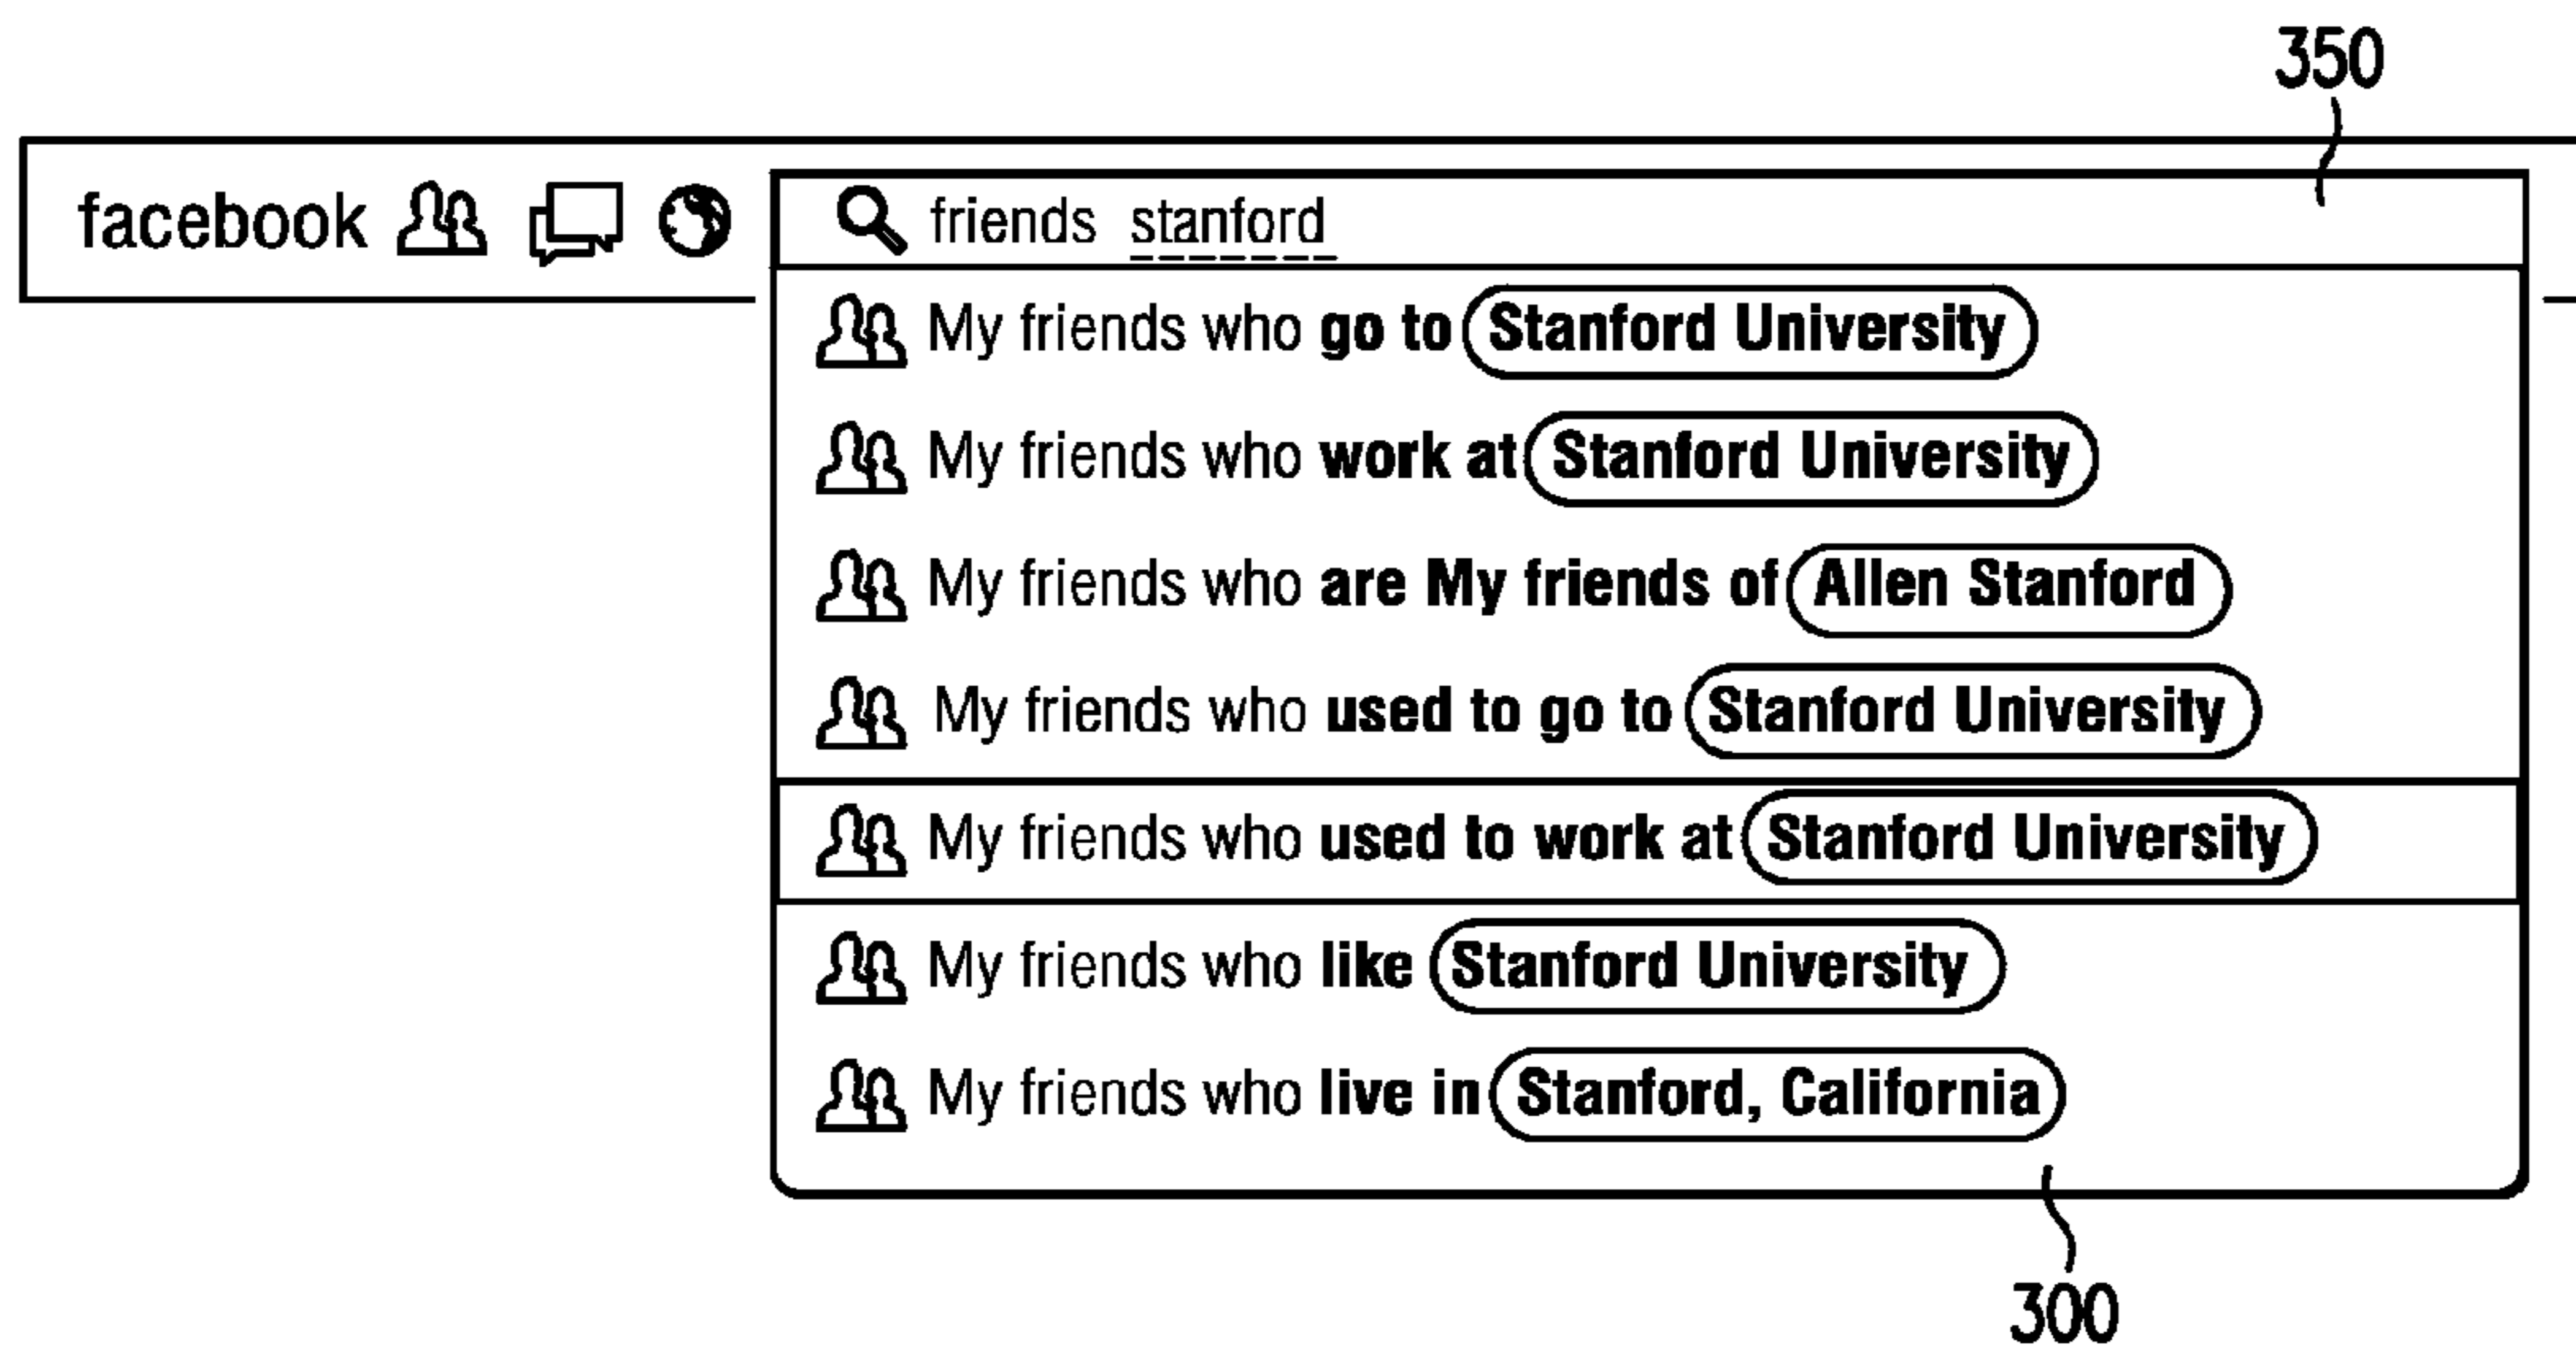 350
facebook friends stanford
My friends who go to Stanford University
My friends who work at Stanford University
My friends who are My friends of Allen Stanford
My friends who used to go to Stanford University
My friends who used to work at Stanford University
My friends who like Stanford University
My friends who live in Stanford, California
300